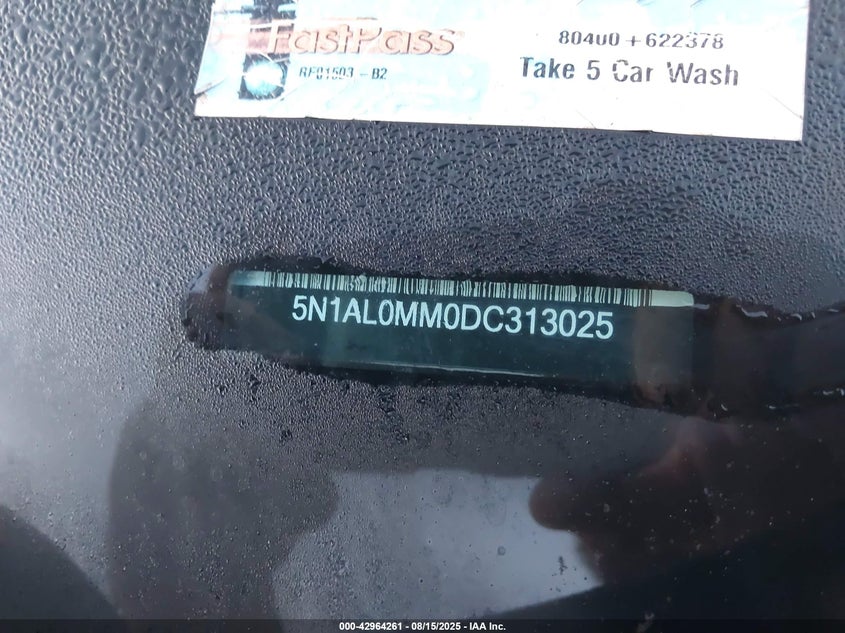 FastPass
RF01503 - B2
80400 + 622378
Take 5 Car Wash
5N1AL0MM0DC313025
000-42964261 - 08/15/2025 - IAA Inc.